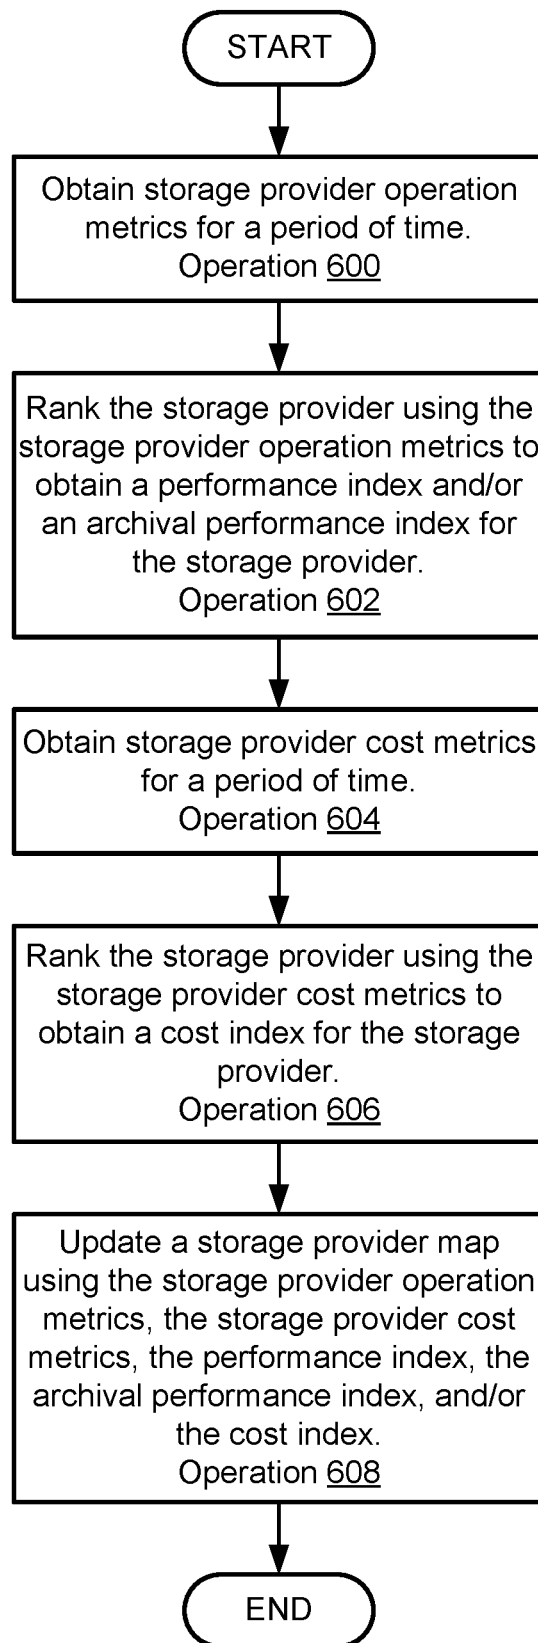 START
Obtain storage provider operation
metrics for a period of time.
Operation 600
Rank the storage provider using the
storage provider operation metrics to
obtain a performance index and/or
an archival performance index for
the storage provider.
Operation 602
Obtain storage provider cost metrics
for a period of time.
Operation 604
Rank the storage provider using the
storage provider cost metrics to
obtain a cost index for the storage
provider.
Operation 606
Update a storage provider map
using the storage provider operation
metrics, the storage provider cost
metrics, the performance index, the
archival performance index, and/or
the cost index.
Operation 608
END